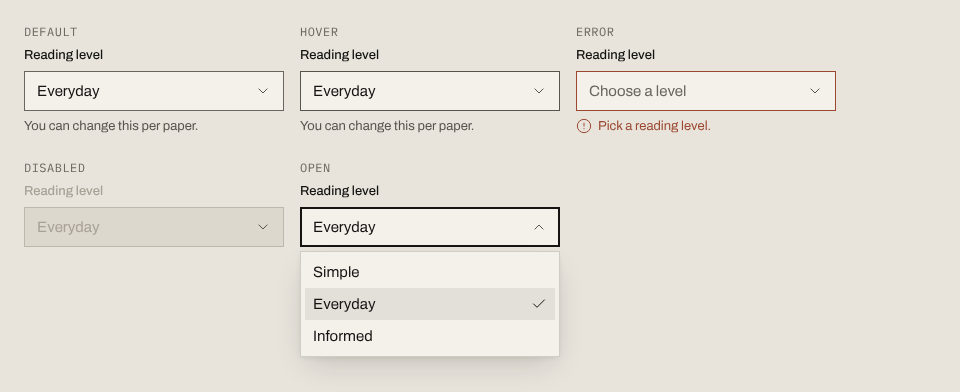 DEFAULT
Reading level
Everyday
You can change this per paper.
HOVER
Reading level
Everyday
You can change this per paper.
ERROR
Reading level
Choose a level
Pick a reading level.
DISABLED
Reading level
Everyday
OPEN
Reading level
Everyday
Simple
Everyday
Informed